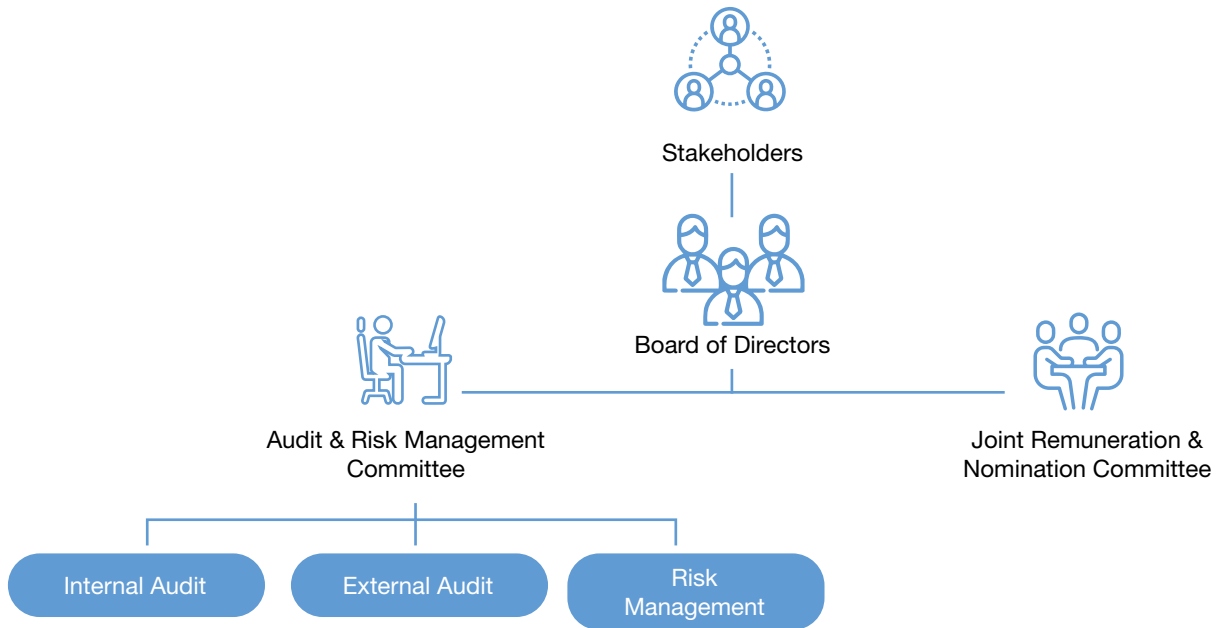 Stakeholders
Board of Directors
Audit & Risk Management
Committee
Joint Remuneration &
Nomination Committee
Internal Audit
External Audit
Risk
Management